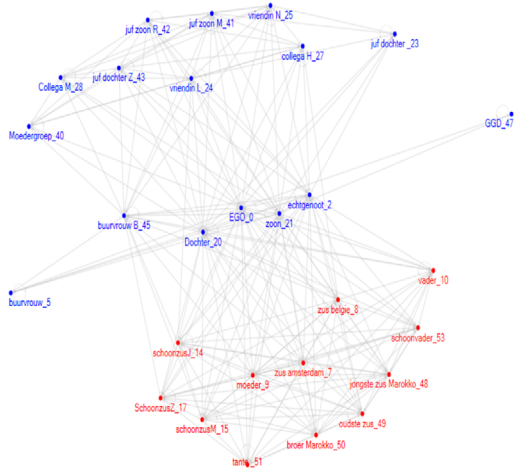 vriendin N_25
juf zoon M_41
juf zoon R_42
juf dochter _23
collega H_27
juf dochter Z_43
Collega M_28
vriendin L_24
GGD_47
Moedergroep_40
echtgenoot_2
EGO_0
buurvrouw B_45
zoon_21
Dochter_20
vader_10
buurvrouw_5
zus belgie_8
schoonvader_53
schoonzusJ_14
zus amsterdam_7
moeder_9
jongste zus Marokko_48
SchoonzusZ_17
oudste zus_49
schoonzusM_15
broer Marokko_50
tante_51